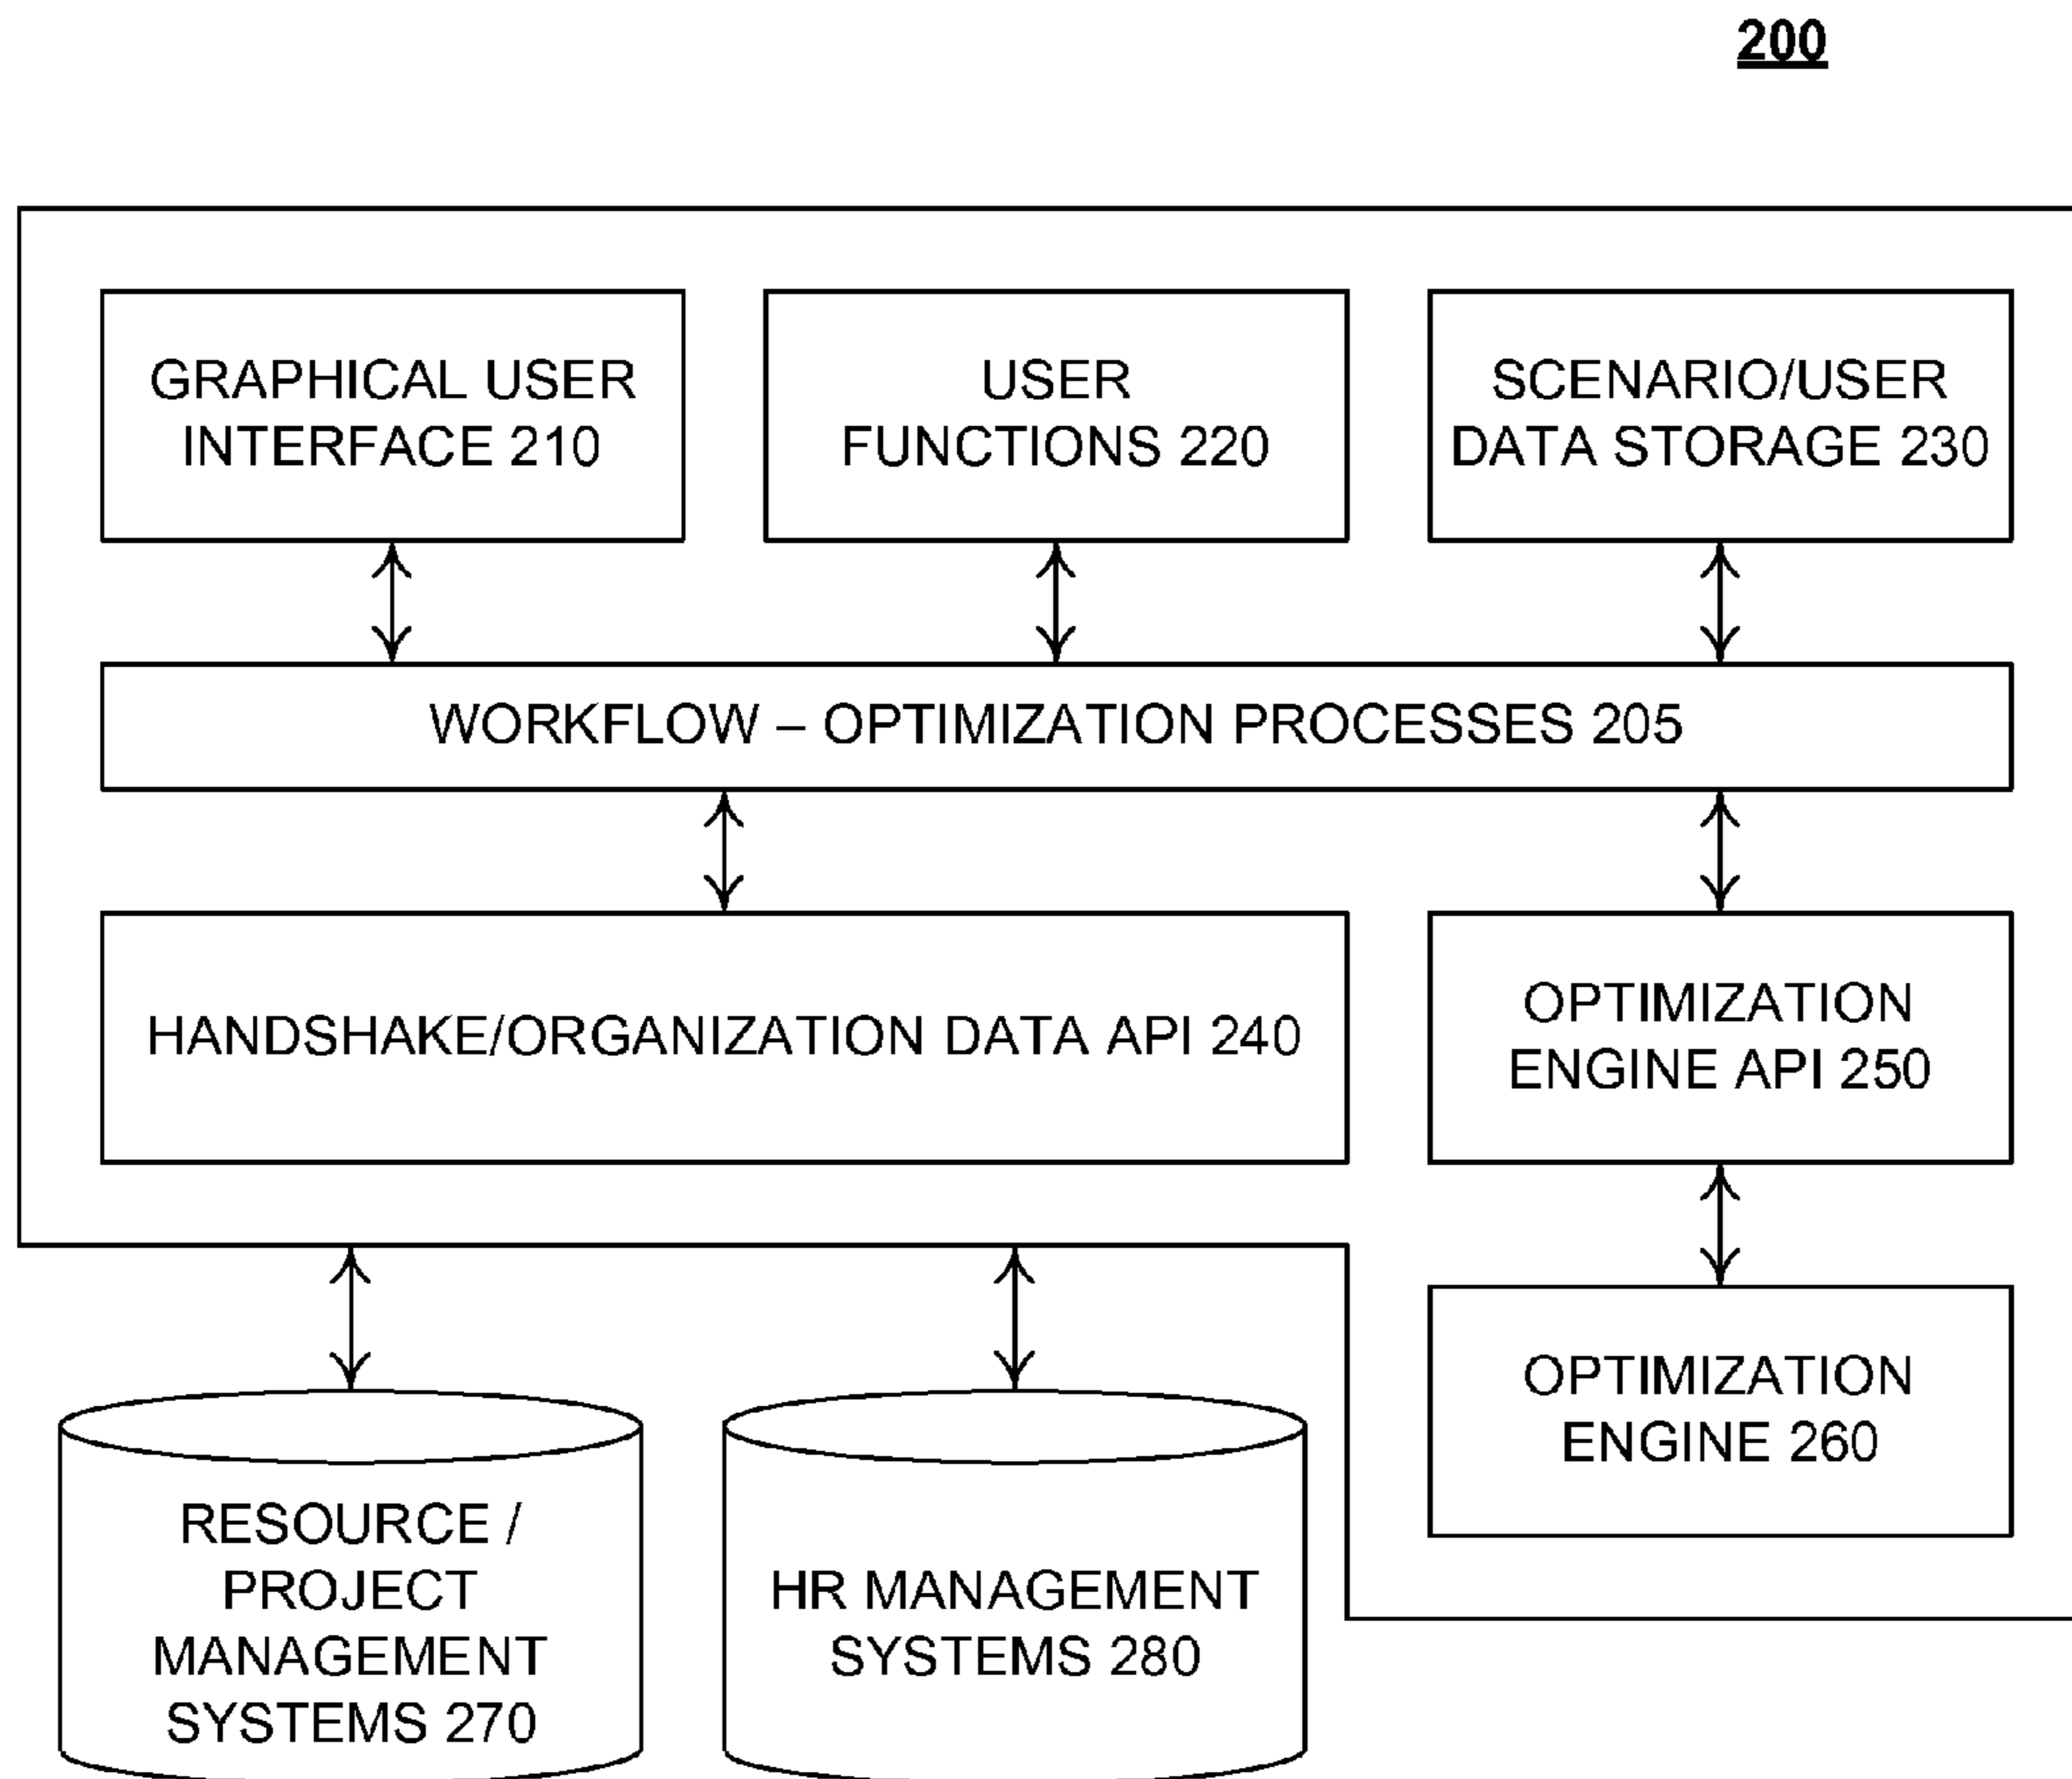 200
GRAPHICAL USER
INTERFACE 210
USER
FUNCTIONS 220
SCENARIO/USER
DATA STORAGE 230
WORKFLOW – OPTIMIZATION PROCESSES 205
HANDSHAKE/ORGANIZATION DATA API 240
OPTIMIZATION
ENGINE API 250
OPTIMIZATION
ENGINE 260
RESOURCE /
PROJECT
MANAGEMENT
SYSTEMS 270
HR MANAGEMENT
SYSTEMS 280